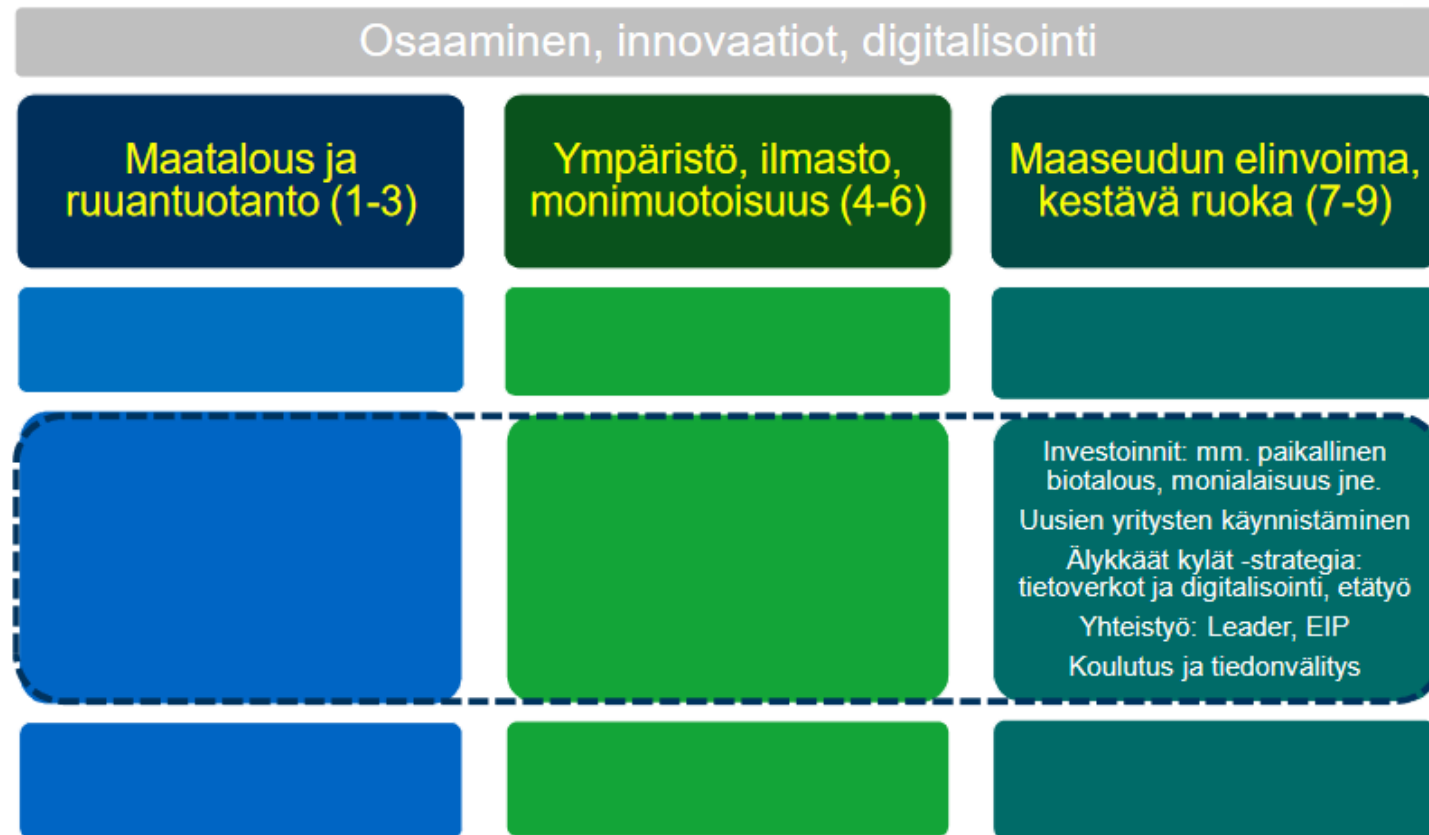 Osaaminen, innovaatiot, digitalisointi
Maatalous ja
ruuantuotanto (1-3)
Ympäristö, ilmasto,
monimuotoisuus (4-6)
Maaseudun elinvoima,
kestävä ruoka (7-9)
Investoinnit: mm. paikallinen
biotalous, monialaisuus jne.
Uusien yritysten käynnistäminen
Älykkäät kylät -strategia:
tietoverkot ja digitalisointi, etätyö
Yhteistyö: Leader, EIP
Koulutus ja tiedonvälitys